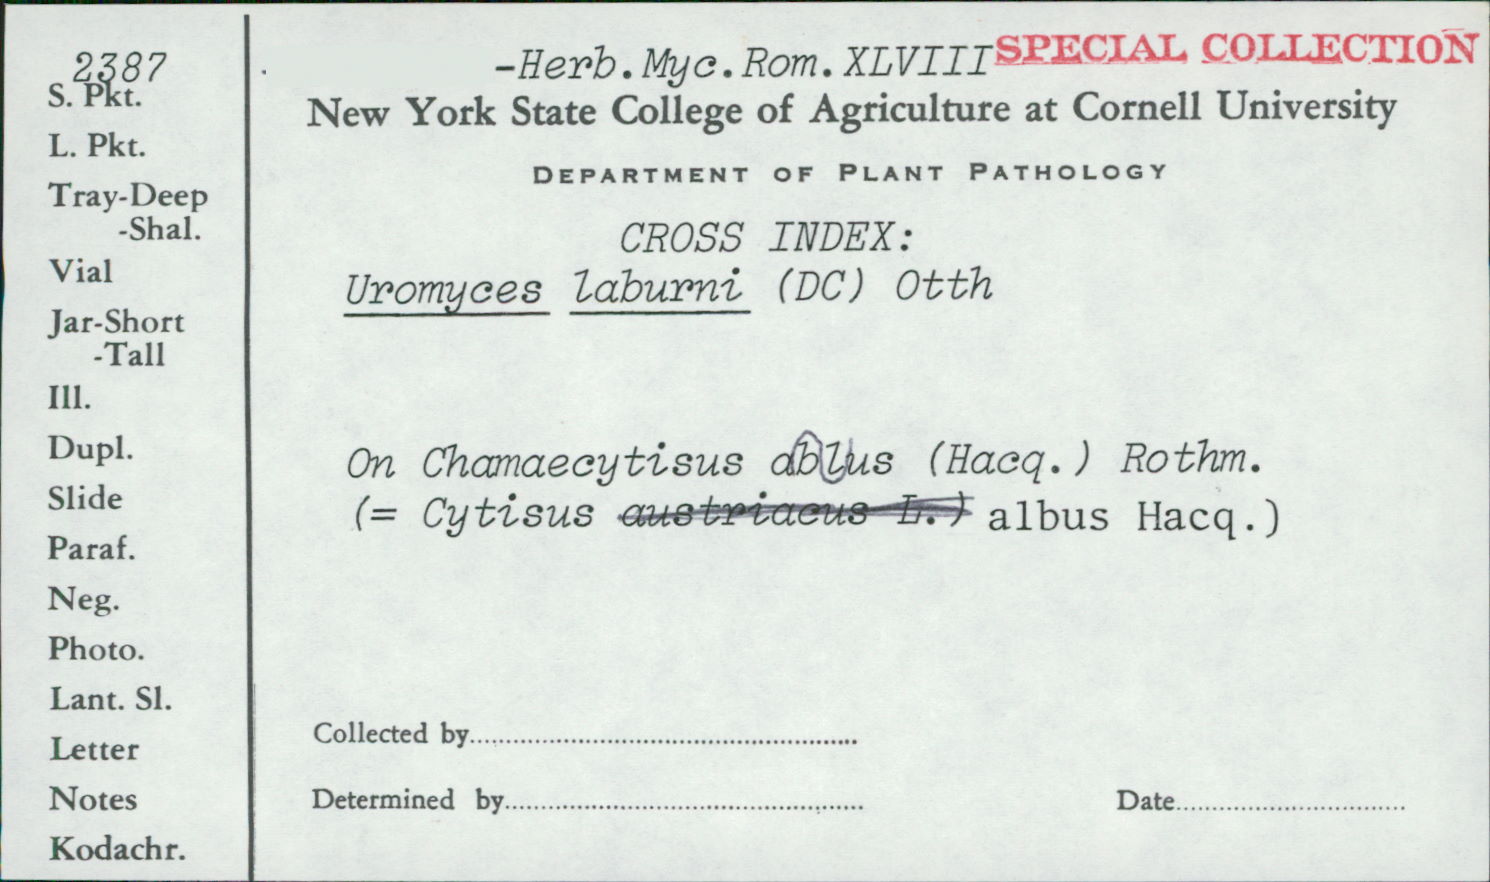 2387
S. Pkt.
L. Pkt.
Tray-Deep
-Shal.
Vial
Jar-Short
-Tall
Ill.
Dupl.
Slide
Paraf.
Neg.
Photo.
Lant. Sl.
Letter
Notes
Kodachr.
-Herb.Myc.Rom.XLVIII SPECIAL COLLECTION
New York State College of Agriculture at Cornell University
DEPARTMENT OF PLANT PATHOLOGY
CROSS INDEX:
Uromyces laburni (DC) Otth
On Chamaecytisus ablus (Hacq.) Rothm.
(= Cytisus austriacus L.) albus Hacq.)
Collected by
Determined by
Date